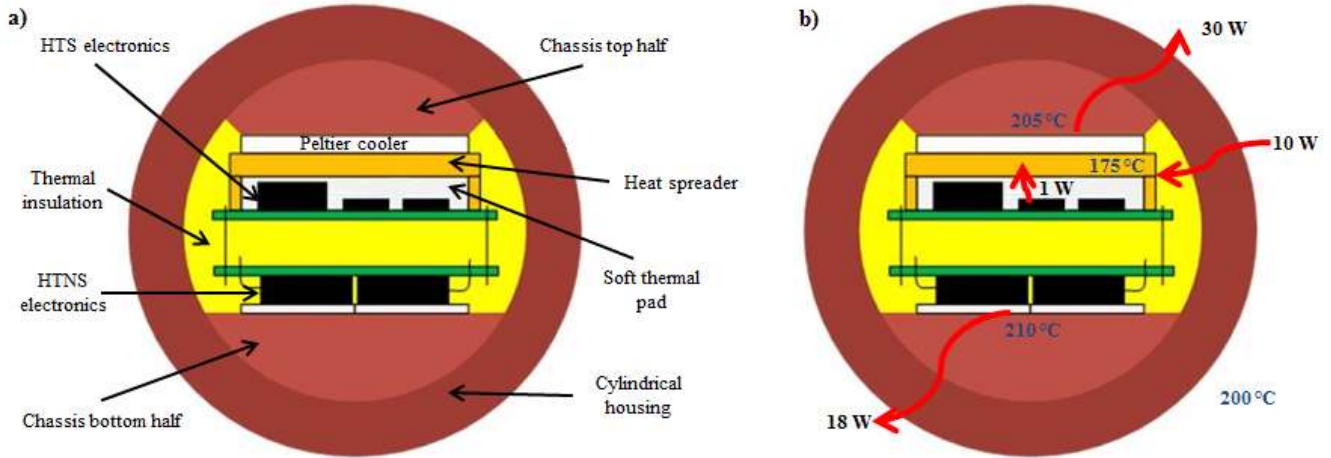 a)
HTS electronics
Chassis top half
Peltier cooler
Heat spreader
Thermal
insulation
Soft thermal
pad
HTNS
electronics
Cylindrical
housing
Chassis bottom half
b)
30 W
205°C
10 W
175°C
1 W
210°C
200°C
18 W